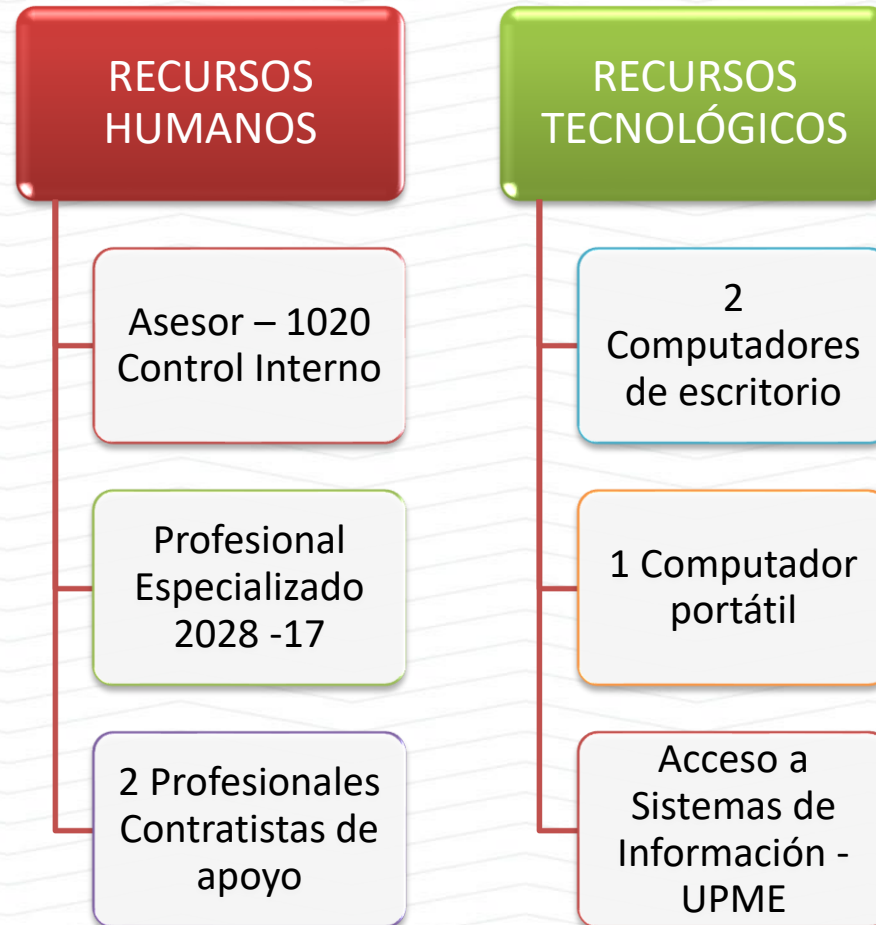 RECURSOS
HUMANOS
Asesor – 1020
Control Interno
Profesional
Especializado
2028 -17
2 Profesionales
Contratistas de
apoyo
RECURSOS
TECNOLÓGICOS
2
Computadores
de escritorio
1 Computador
portátil
Acceso a
Sistemas de
Información -
UPME